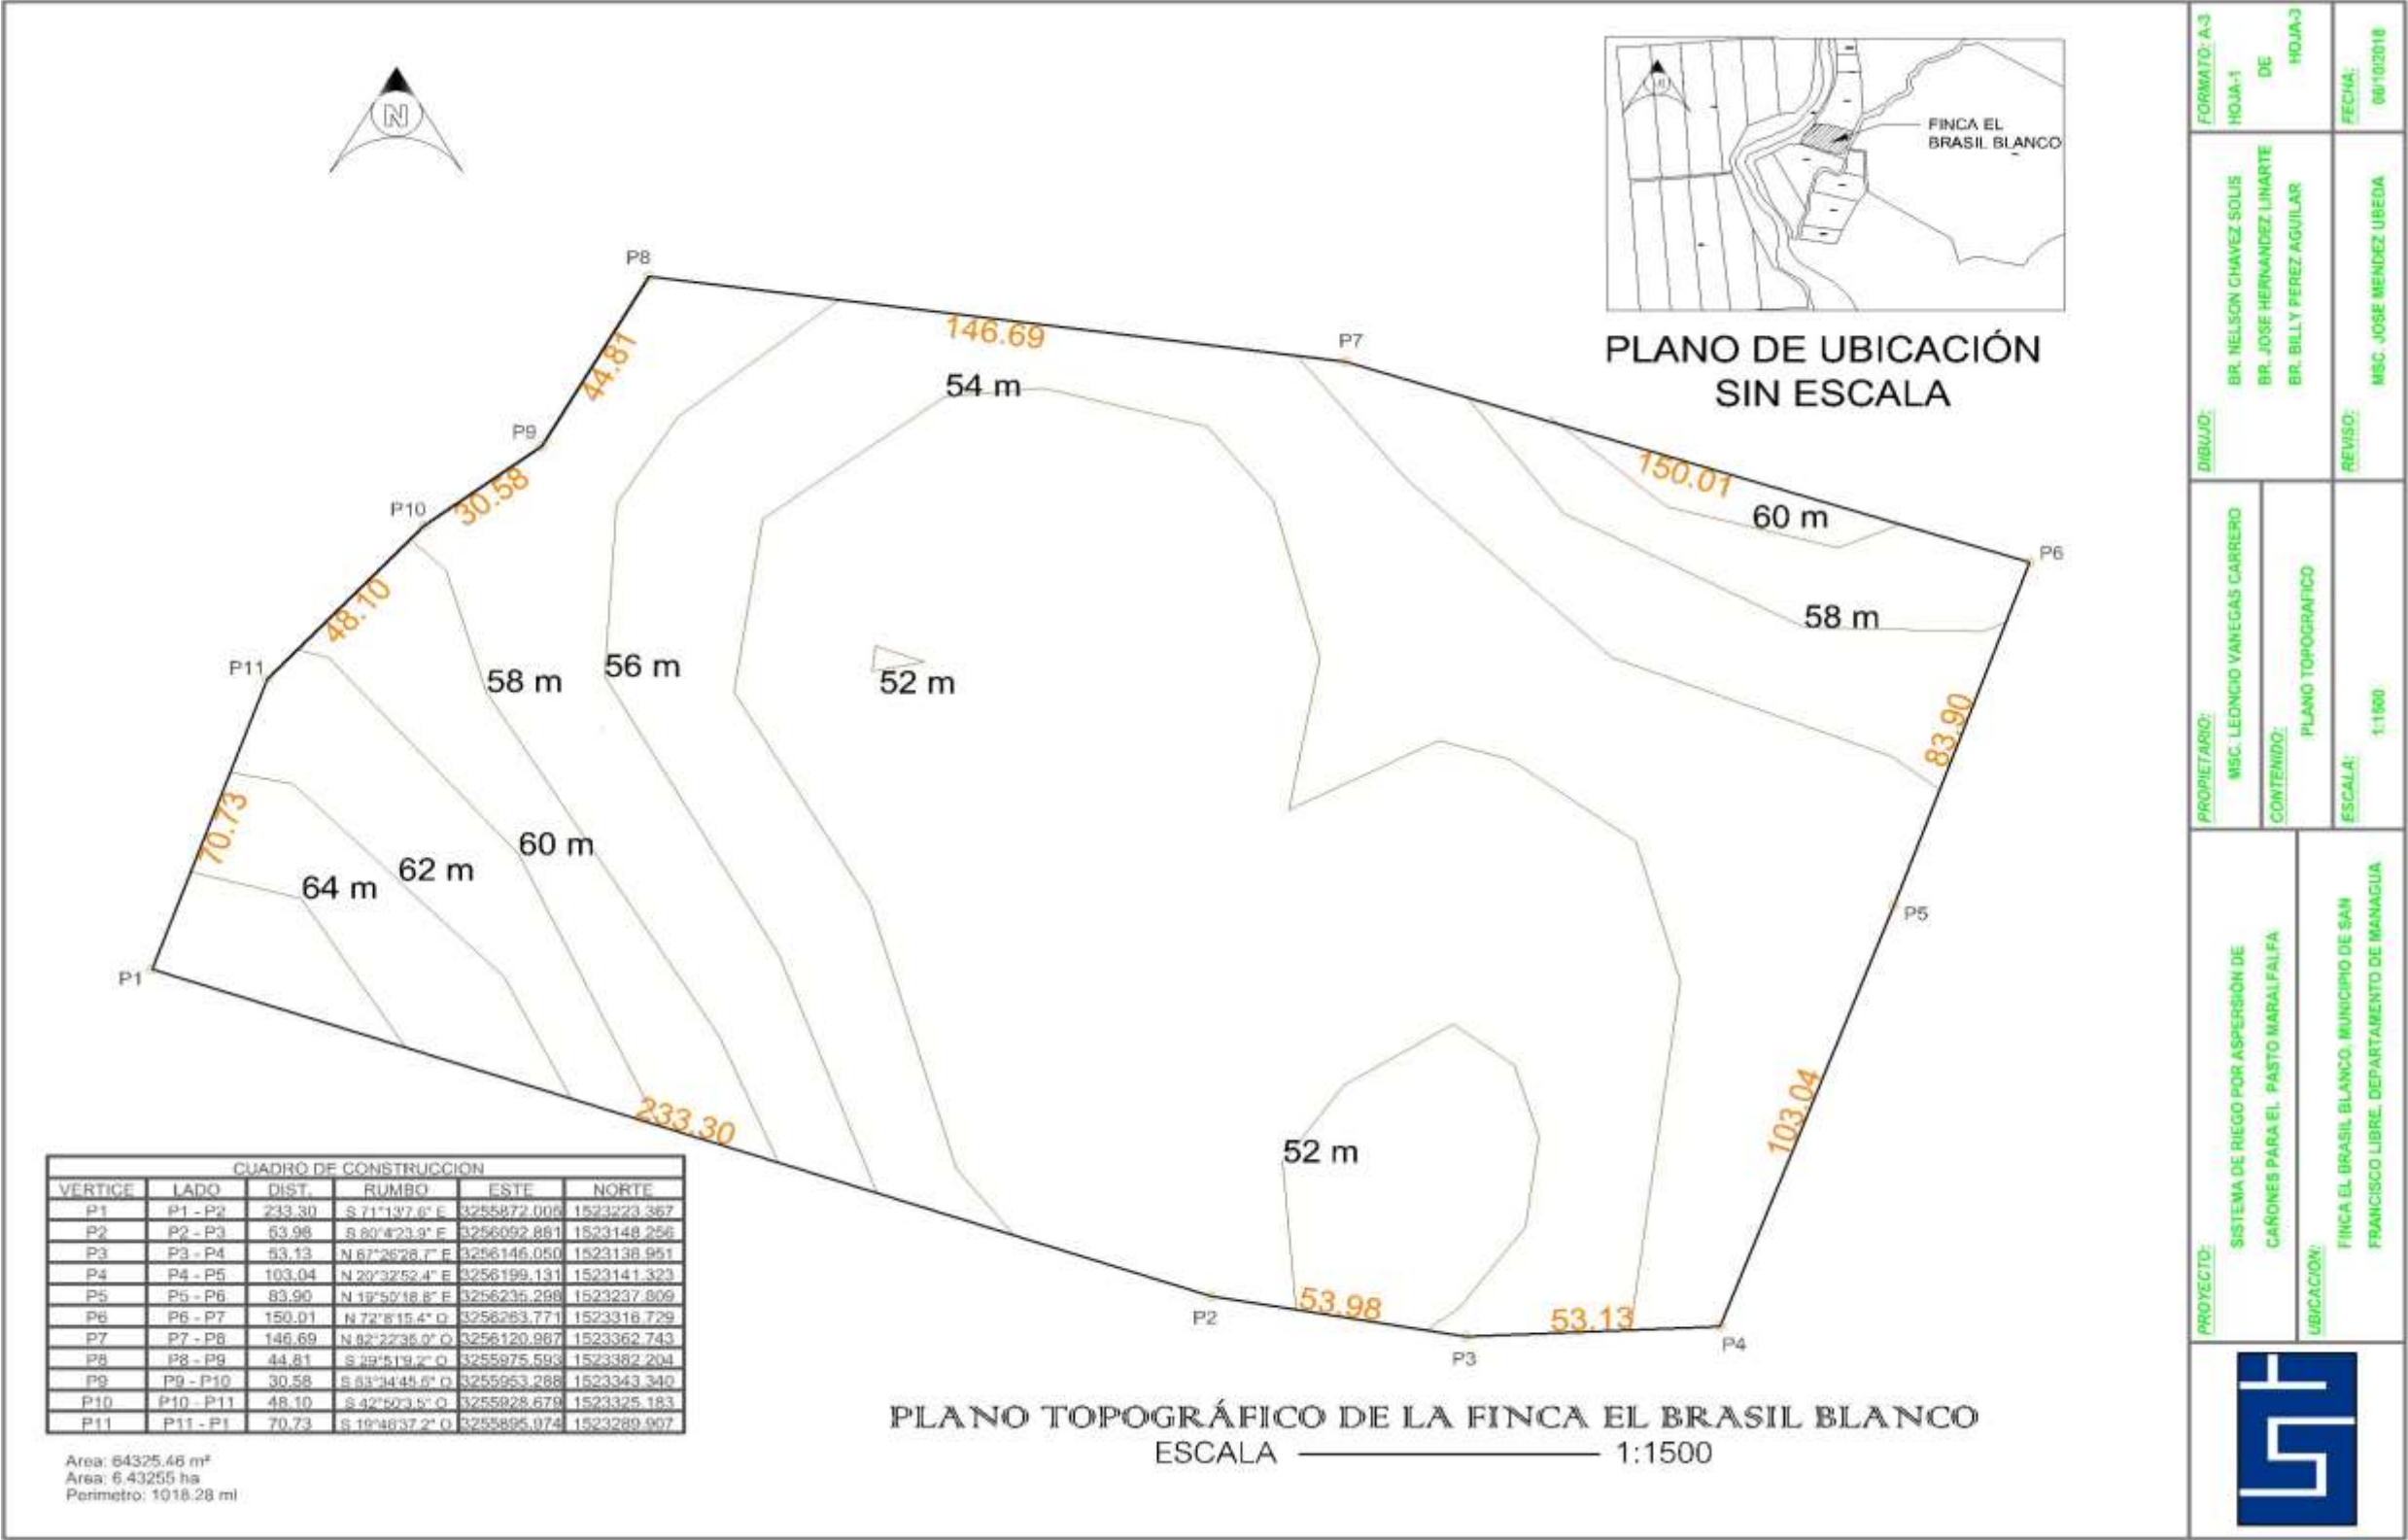 N
FINCA EL
BRASIL BLANCO
PLANO DE UBICACIÓN
SIN ESCALA
P8
146.69
P7
44.81
54 m
P9
150.01
30.58
P10
60 m
P6
48.10
58 m
P11
58 m
56 m
52 m
83.90
70.73
60 m
62 m
64 m
P5
P1
103.04
233.30
52 m
53.98
53.13
P2
P3
P4
CUADRO DE CONSTRUCCION
VERTICE LADO DIST. RUMBO ESTE NORTE
P1 P1 - P2 233.30 S 71°13'7.6" E 3255872.005 1523223.367
P2 P2 - P3 53.98 S 80°4'23.9" E 3256092.881 1523148.256
P3 P3 - P4 53.13 N 87°26'28.7" E 3256146.050 1523138.951
P4 P4 - P5 103.04 N 20°32'52.4" E 3256199.131 1523141.323
P5 P5 - P6 83.90 N 19°50'18.8" E 3256235.298 1523237.809
P6 P6 - P7 150.01 N 72°8'15.4" O 3256263.771 1523316.729
P7 P7 - P8 146.69 N 82°22'36.0" O 3256120.987 1523362.743
P8 P8 - P9 44.81 S 29°51'9.2" O 3255975.593 1523382.204
P9 P9 - P10 30.58 S 53°34'45.6" O 3255953.288 1523343.340
P10 P10 - P11 48.10 S 42°50'3.5" O 3255928.679 1523325.183
P11 P11 - P1 70.73 S 19°46'37.2" O 3255895.974 1523289.907
Area: 64325.46 m²
Area: 6.43255 ha
Perimetro: 1018.28 ml
PLANO TOPOGRÁFICO DE LA FINCA EL BRASIL BLANCO
ESCALA 1:1500
FORMATO: A-3
HOJA-1
DE
HOJA-3
FECHA:
06/10/2018
DIBUJO:
BR. NELSON CHAVEZ SOLIS
BR. JOSE HERNANDEZ LINARTE
BR. BILLY PEREZ AGUILAR
REVISO:
MSC. JOSE MENDEZ UBEDA
PROPIETARIO:
MSC. LEONCIO VANEGAS CARRERO
CONTENIDO:
PLANO TOPOGRAFICO
ESCALA:
1:1500
PROYECTO:
SISTEMA DE RIEGO POR ASPERSIÓN DE
CAÑONES PARA EL PASTO MARALFALFA
UBICACION:
FINCA EL BRASIL BLANCO, MUNICIPIO DE SAN
FRANCISCO LIBRE, DEPARTAMENTO DE MANAGUA